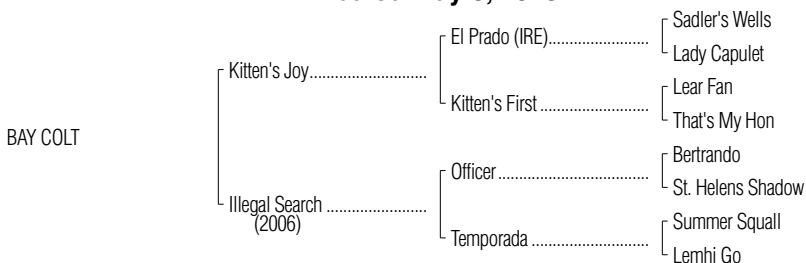 Sadler's Wells
El Prado (IRE)
Lady Capulet
Kitten's Joy
Lear Fan
Kitten's First
That's My Hon
BAY COLT
Bertrando
Officer
St. Helens Shadow
Illegal Search
(2006)
Summer Squall
Temporada
Lemhi Go